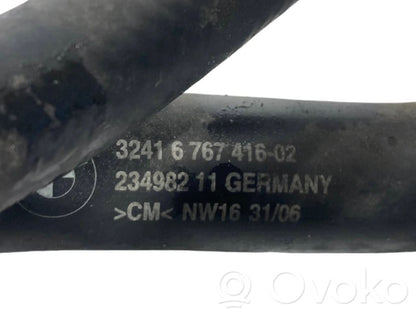 3241 6 767 416-02
234982 11 GERMANY
>CM< NW16 31/06
©Ovoko